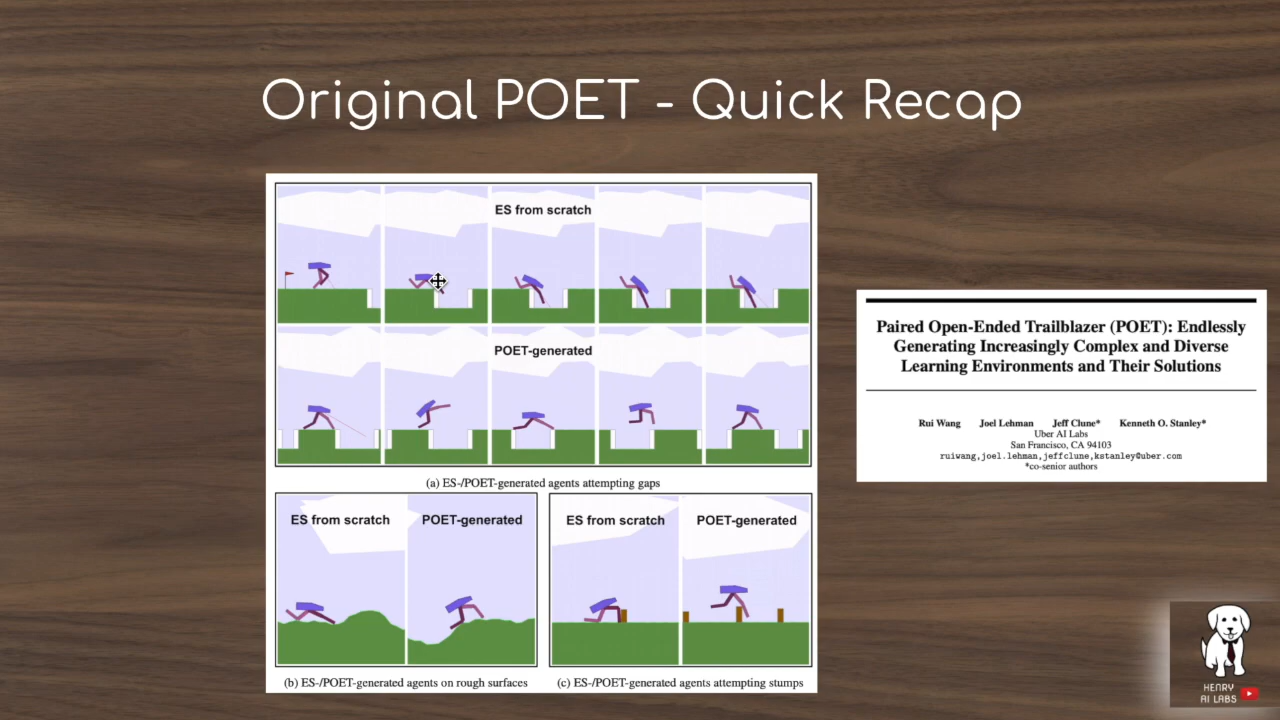 Original POET - Quick Recap
ES from scratch
POET-generated
(a) ES-/POET-generated agents attempting gaps
ES from scratch
POET-generated
ES from scratch
POET-generated
(b) ES-/POET-generated agents on rough surfaces
(c) ES-/POET-generated agents attempting stumps
Paired Open-Ended Trailblazer (POET): Endlessly
Generating Increasingly Complex and Diverse
Learning Environments and Their Solutions
Rui Wang Joel Lehman Jeff Clune* Kenneth O. Stanley*
Uber AI Labs
San Francisco, CA 94103
ruiwang,joel.lehman,jeffclune,kstanley@uber.com
*co-senior authors
HENRY
AI LABS